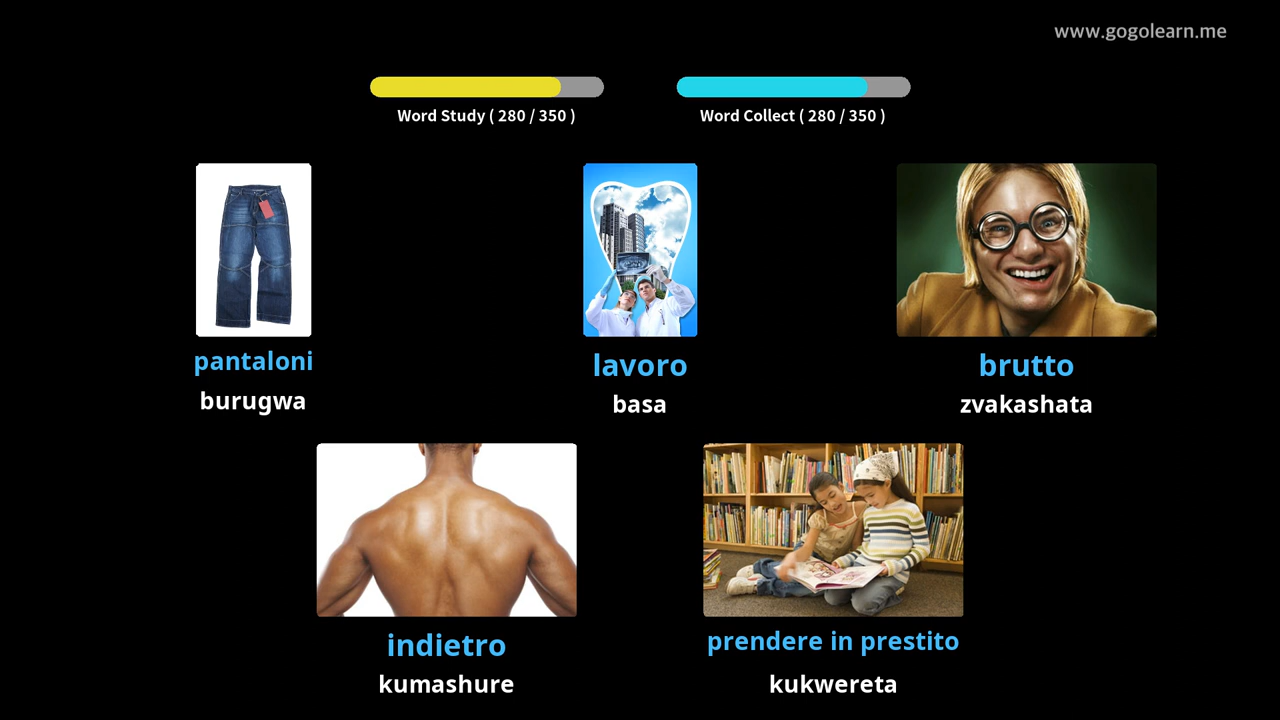 www.gogolearn.me
Word Study ( 280 / 350 )
Word Collect ( 280 / 350 )
pantaloni
burugwa
lavoro
basa
brutto
zvakashata
indietro
kumashure
prendere in prestito
kukwereta